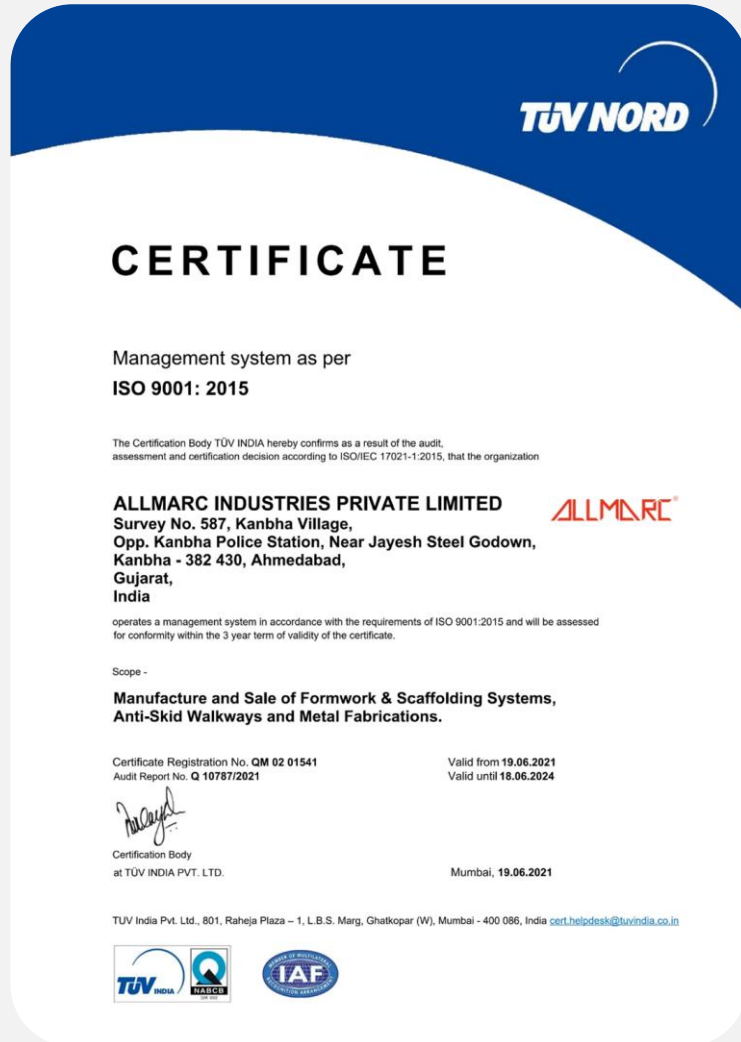 TÜV NORD
CERTIFICATE
Management system as per
ISO 9001: 2015
The Certification Body TÜV INDIA hereby confirms as a result of the audit,
assessment and certification decision according to ISO/IEC 17021-1:2015, that the organization
ALLMARC INDUSTRIES PRIVATE LIMITED
ALLMARC®
Survey No. 587, Kanbha Village,
Opp. Kanbha Police Station, Near Jayesh Steel Godown,
Kanbha - 382 430, Ahmedabad,
Gujarat,
India
operates a management system in accordance with the requirements of ISO 9001:2015 and will be assessed
for conformity within the 3 year term of validity of the certificate.
Scope -
Manufacture and Sale of Formwork & Scaffolding Systems,
Anti-Skid Walkways and Metal Fabrications.
Certificate Registration No. QM 02 01541
Audit Report No. Q 10787/2021
Valid from 19.06.2021
Valid until 18.06.2024
Certification Body
at TÜV INDIA PVT. LTD.
Mumbai, 19.06.2021
TUV India Pvt. Ltd., 801, Raheja Plaza – 1, L.B.S. Marg, Ghatkopar (W), Mumbai - 400 086, India cert.helpdesk@tuvindia.co.in
TÜV INDIA
NABCB
MEMBER OF MULTILATERAL
IAF
RECOGNITION ARRANGEMENT